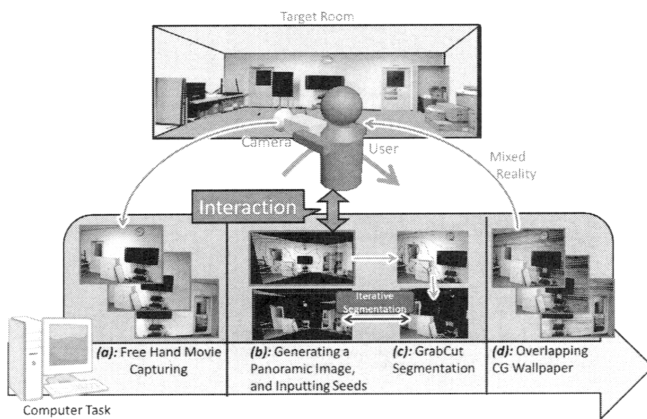 Target Room
Camera
User
Mixed
Reality
Interaction
Iterative
Segmentation
(a): Free Hand Movie
Capturing
(b): Generating a
Panoramic Image,
and Inputting Seeds
(c): GrabCut
Segmentation
(d): Overlapping
CG Wallpaper
Computer Task